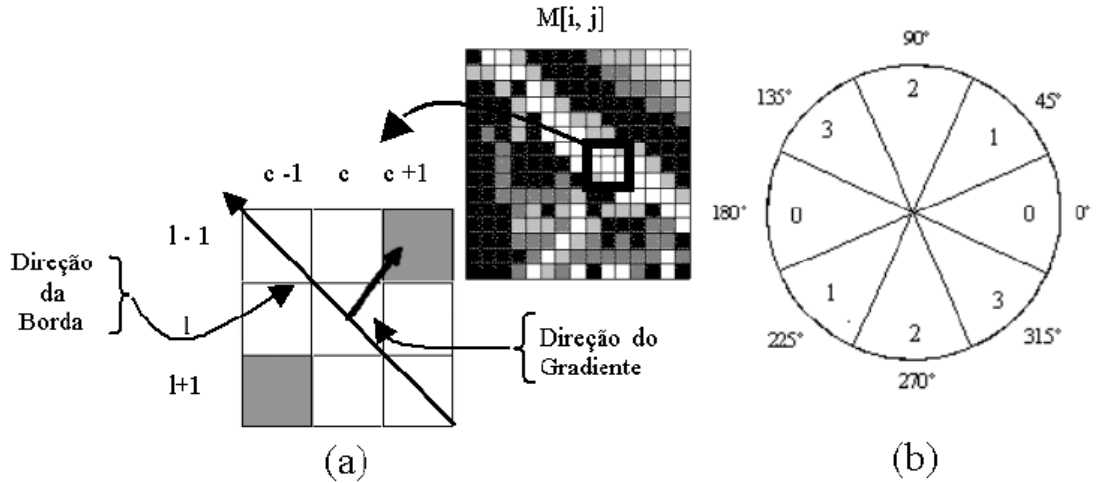 M[i, j]
c -1 c c +1
l - 1
l
l+1
Direção
da
Borda
Direção do
Gradiente
(a)
90°
135°
45°
180°
0°
225°
315°
270°
2
3
1
0
0
1
3
2
(b)